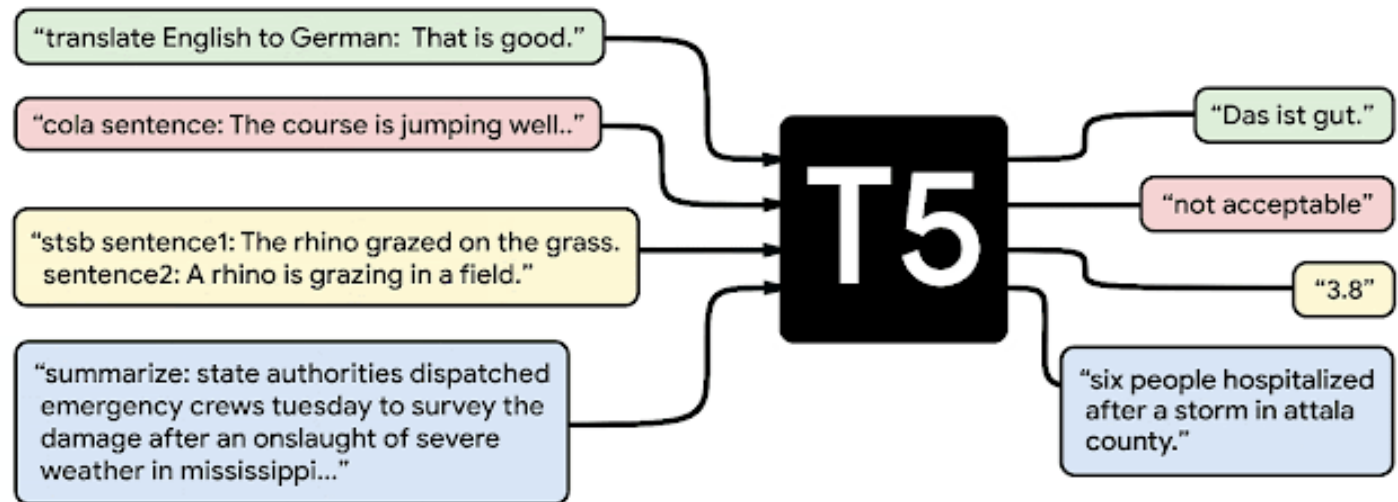 “translate English to German: That is good.”
“cola sentence: The course is jumping well..”
“stsb sentence1: The rhino grazed on the grass.
sentence2: A rhino is grazing in a field.”
“summarize: state authorities dispatched
emergency crews tuesday to survey the
damage after an onslaught of severe
weather in mississippi...”
T5
“Das ist gut.”
“not acceptable”
“3.8”
“six people hospitalized
after a storm in attala
county.”